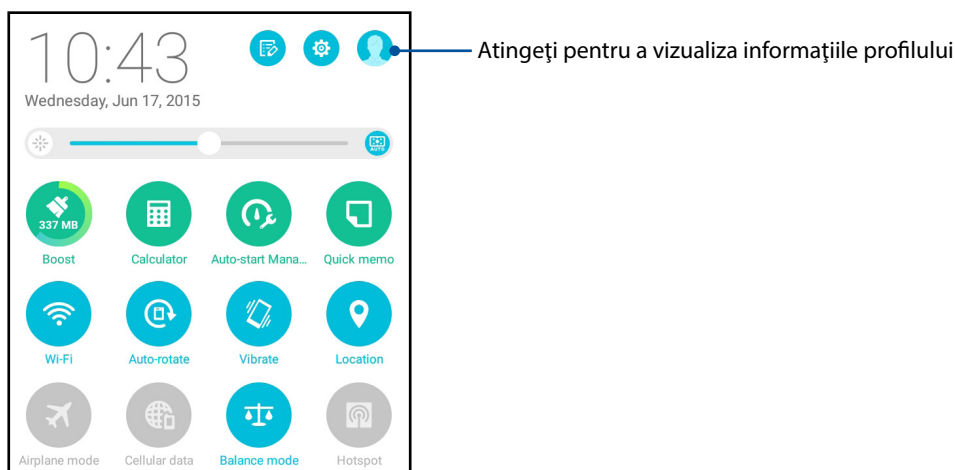 10:43
Atingeţi pentru a vizualiza informaţiile profilului
Wednesday, Jun 17, 2015
AUTO
337 MB
Boost Calculator Auto-start Mana... Quick memo
Wi-Fi Auto-rotate Vibrate Location
Airplane mode Cellular data Balance mode Hotspot